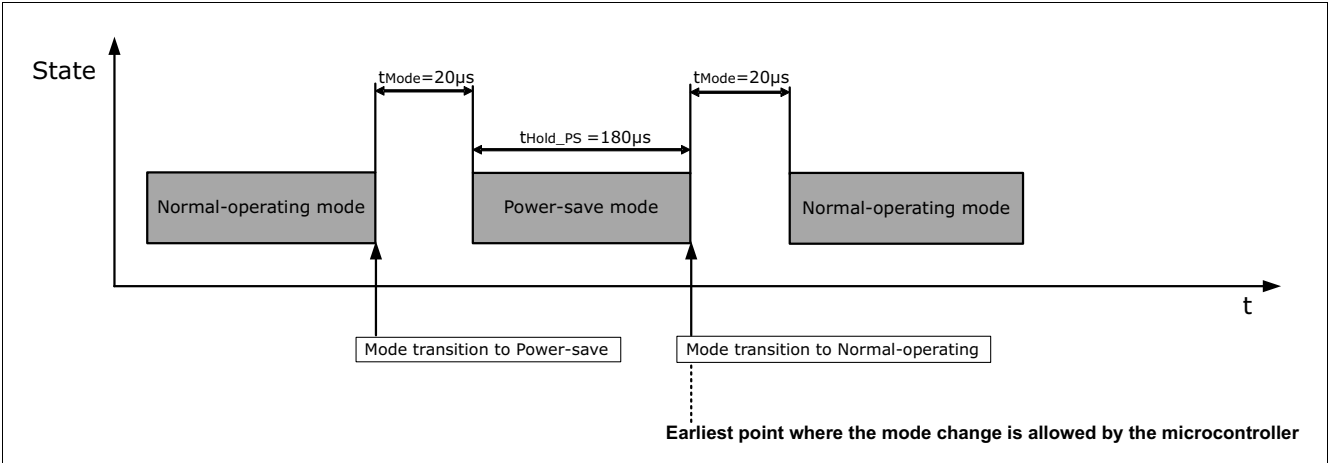 State
tMode=20µs
tMode=20µs
tHold_PS =180µs
Normal-operating mode
Power-save mode
Normal-operating mode
t
Mode transition to Power-save
Mode transition to Normal-operating
Earliest point where the mode change is allowed by the microcontroller